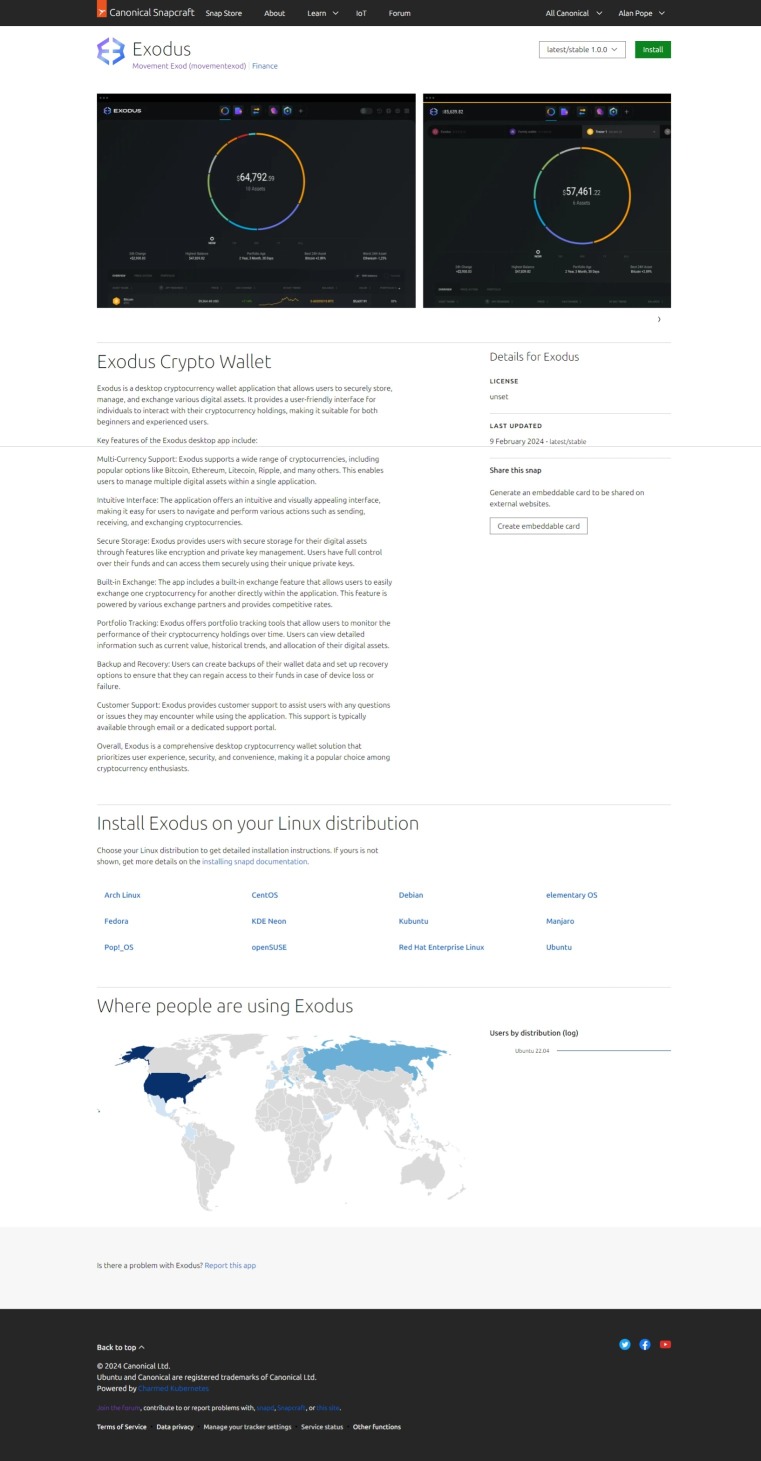 Canonical Snapcraft Snap Store About Learn IoT Forum All Canonical Alan Pope
Exodus
Movement Exod (movementexod) Finance
latest/stable 1.0.0
Install
EXODUS
$64,792.59
10 Assets
$57,461.22
6 Assets
Exodus Crypto Wallet
Exodus is a desktop cryptocurrency wallet application that allows users to securely store,
manage, and exchange various digital assets. It provides a user-friendly interface for
individuals to interact with their cryptocurrency holdings, making it suitable for both
beginners and experienced users.
Key features of the Exodus desktop app include:
Multi-Currency Support: Exodus supports a wide range of cryptocurrencies, including
popular options like Bitcoin, Ethereum, Litecoin, Ripple, and many others. This enables
users to manage multiple digital assets within a single application.
Intuitive Interface: The application offers an intuitive and visually appealing interface,
making it easy for users to navigate and perform various actions such as sending,
receiving, and exchanging cryptocurrencies.
Secure Storage: Exodus provides users with secure storage for their digital assets
through features like encryption and private key management. Users have full control
over their funds and can access them securely using their unique private keys.
Built-in Exchange: The app includes a built-in exchange feature that allows users to easily
exchange one cryptocurrency for another directly within the application. This feature is
powered by various exchange partners and provides competitive rates.
Portfolio Tracking: Exodus offers portfolio tracking tools that allow users to monitor the
performance of their cryptocurrency holdings over time. Users can view detailed
information such as current value, historical trends, and allocation of their digital assets.
Backup and Recovery: Users can create backups of their wallet data and set up recovery
options to ensure that they can regain access to their funds in case of device loss or
failure.
Customer Support: Exodus provides customer support to assist users with any questions
or issues they may encounter while using the application. This support is typically
available through email or a dedicated support portal.
Overall, Exodus is a comprehensive desktop cryptocurrency wallet solution that
prioritizes user experience, security, and convenience, making it a popular choice among
cryptocurrency enthusiasts.
Details for Exodus
LICENSE
unset
LAST UPDATED
9 February 2024 - latest/stable
Share this snap
Generate an embeddable card to be shared on
external websites.
Create embeddable card
Install Exodus on your Linux distribution
Choose your Linux distribution to get detailed installation instructions. If yours is not
shown, get more details on the installing snapd documentation.
Arch Linux CentOS Debian elementary OS
Fedora KDE Neon Kubuntu Manjaro
Pop!_OS openSUSE Red Hat Enterprise Linux Ubuntu
Where people are using Exodus
Users by distribution (log)
Ubuntu 22.04
Is there a problem with Exodus? Report this app
Back to top
© 2024 Canonical Ltd.
Ubuntu and Canonical are registered trademarks of Canonical Ltd.
Powered by Charmed Kubernetes
Join the forum, contribute to or report problems with, snapd, Snapcraft, or this site.
Terms of Service Data privacy Manage your tracker settings Service status Other functions